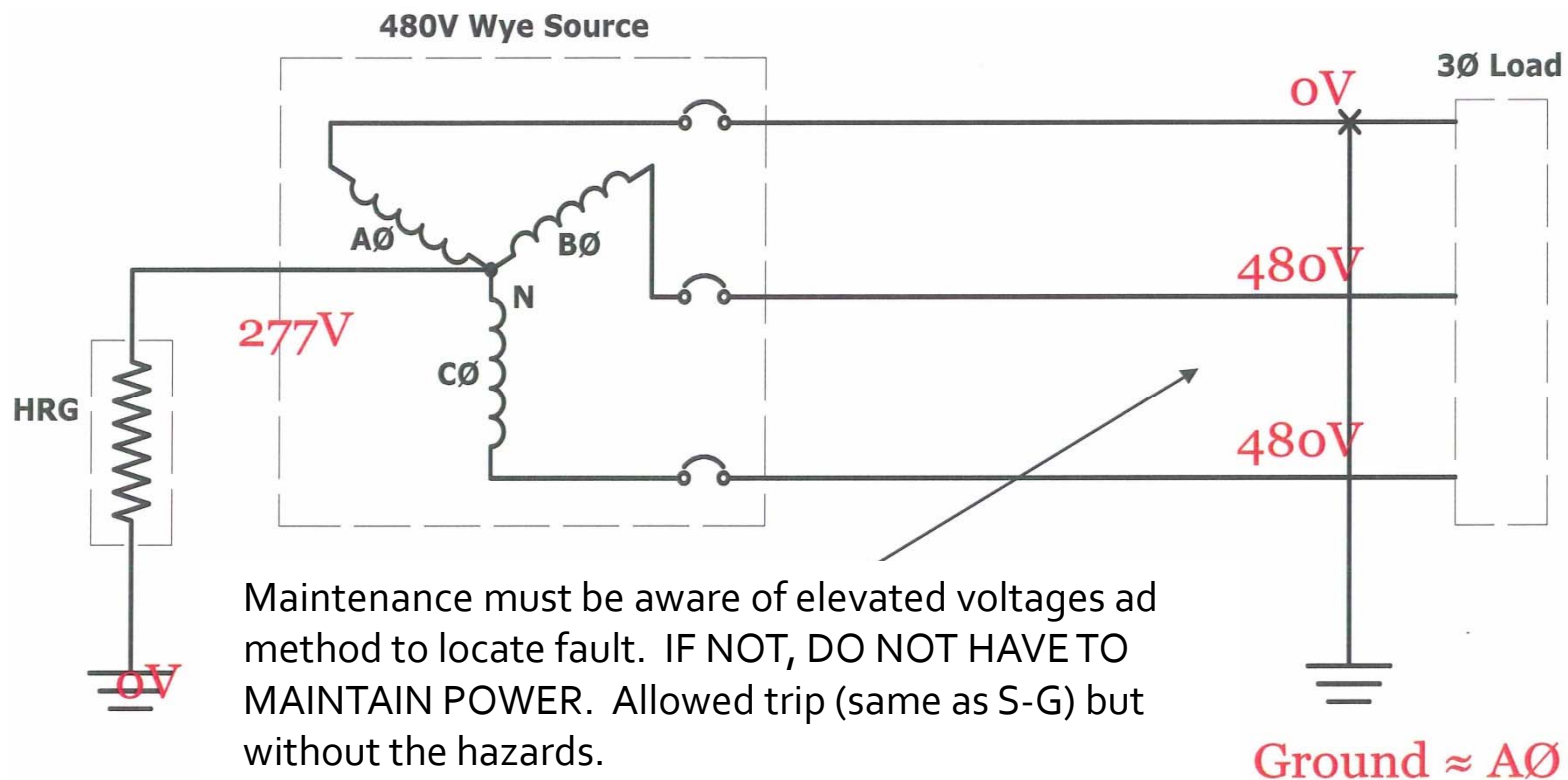 480V Wye Source
3Ø Load
0V
AØ
BØ
N
480V
277V
CØ
HRG
480V
0V
Maintenance must be aware of elevated voltages ad
method to locate fault.  IF NOT, DO NOT HAVE TO
MAINTAIN POWER.  Allowed trip (same as S-G) but
without the hazards.
Ground ≈ AØ